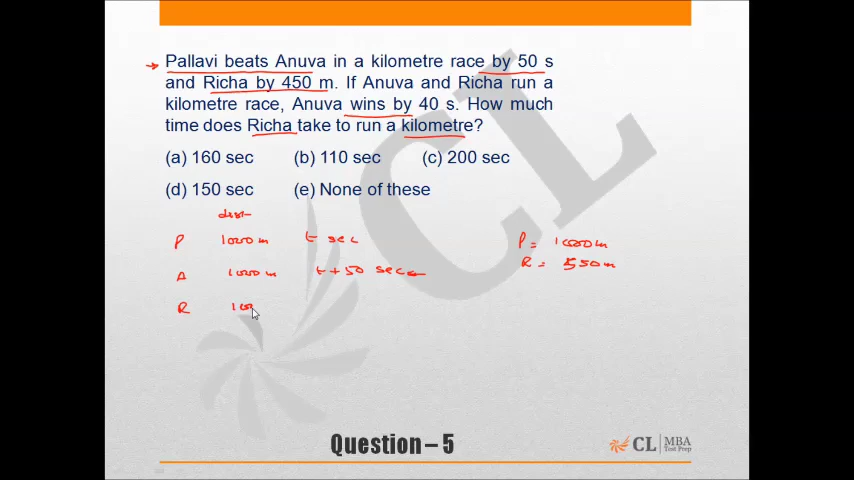 Pallavi beats Anuva in a kilometre race by 50 s
and Richa by 450 m. If Anuva and Richa run a
kilometre race, Anuva wins by 40 s. How much
time does Richa take to run a kilometre?
(a) 160 sec (b) 110 sec (c) 200 sec
(d) 150 sec (e) None of these
dist
P 1000 m t sec P = 1000 m
R = 550 m
A 1000 m t + 50 sec
R 100
CL
Question – 5
CL MBA
Test Prep